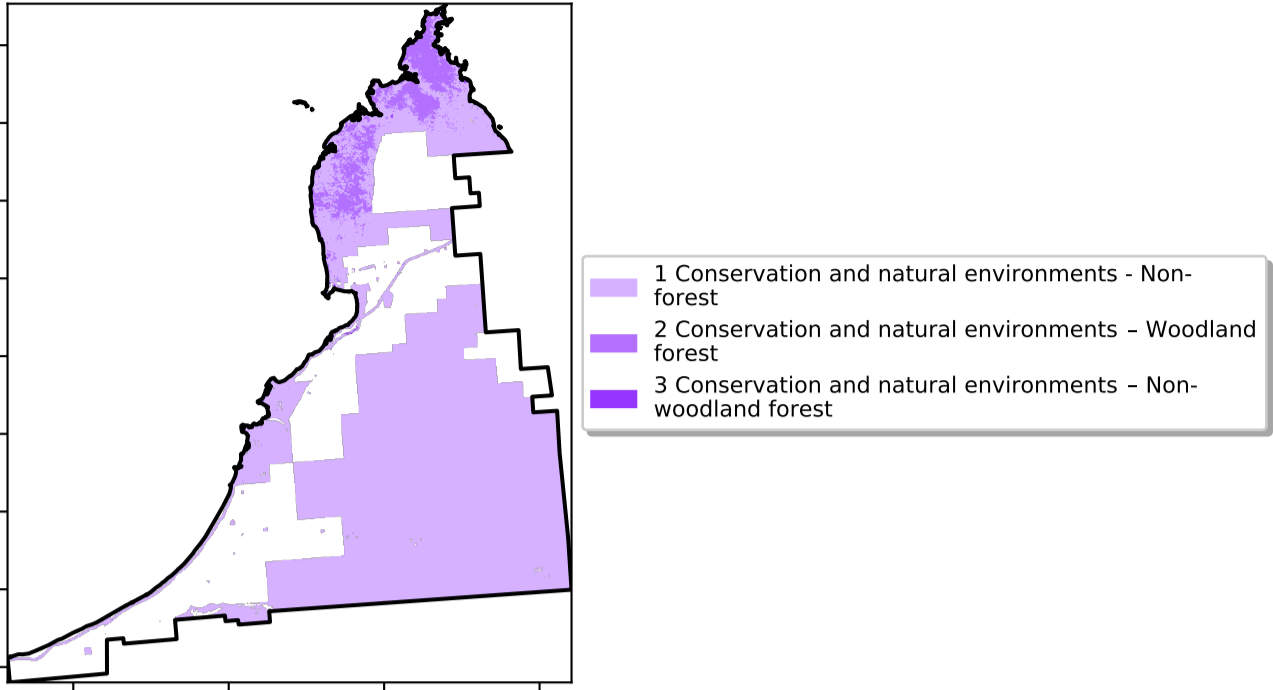 1 Conservation and natural environments - Non-
forest
2 Conservation and natural environments – Woodland
forest
3 Conservation and natural environments – Non-
woodland forest